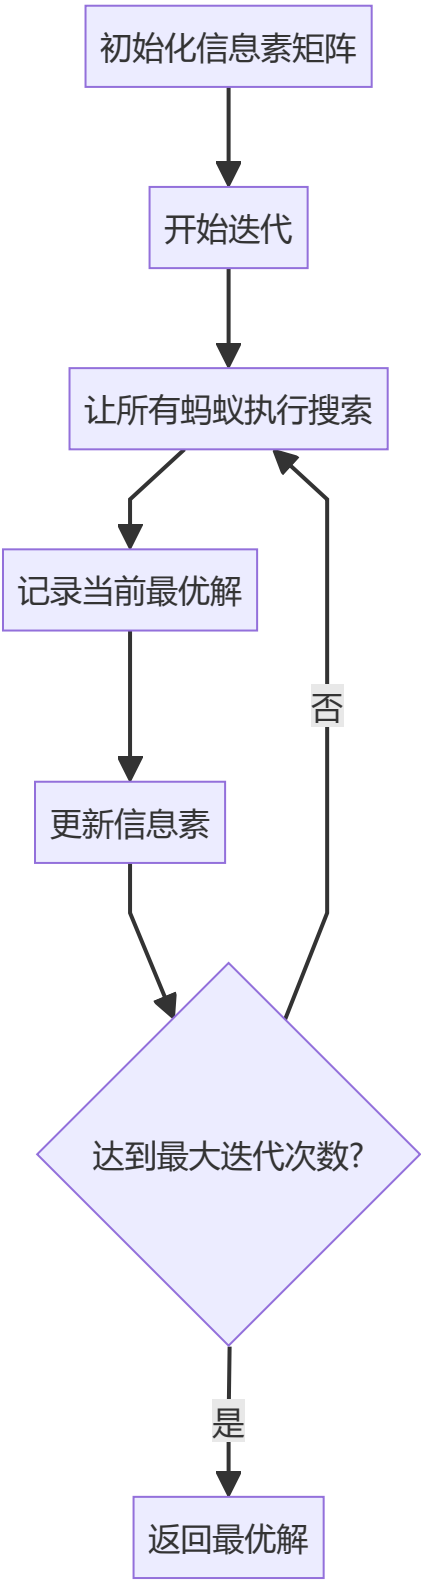 初始化信息素矩阵
开始迭代
让所有蚂蚁执行搜索
记录当前最优解
否
更新信息素
达到最大迭代次数?
是
返回最优解